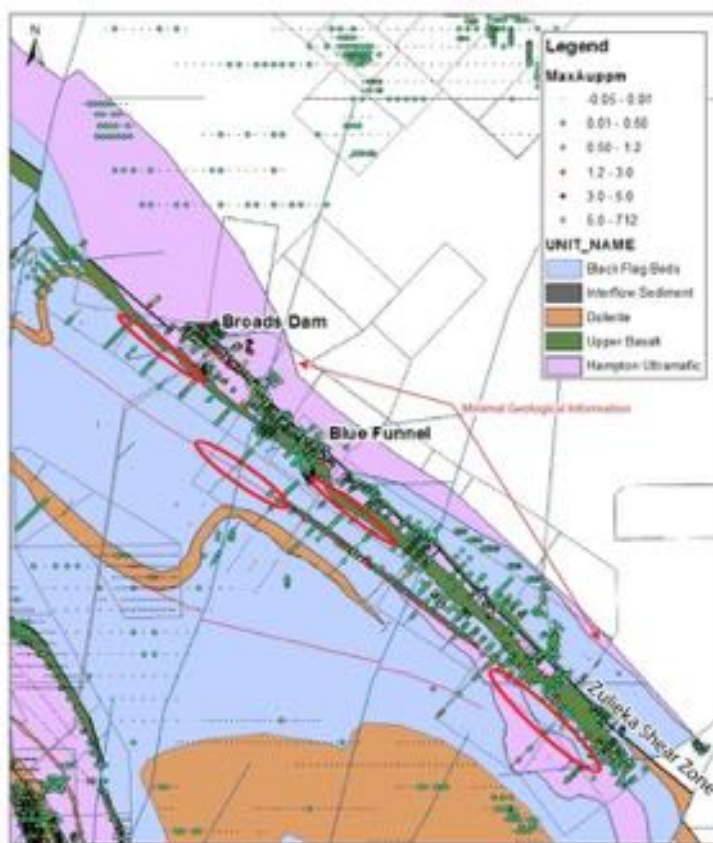 N
Legend
MaxAuppm
-0.05 - 0.01
0.01 - 0.50
0.50 - 1.2
1.2 - 3.0
3.0 - 5.0
5.0 - 712
UNIT_NAME
Black Flag Beds
Interflow Sediment
Dolerite
Upper Basalt
Hampton Ultramafic
Broads Dam
Minimal Geological Information
Blue Funnel
Zulieka Shear Zone